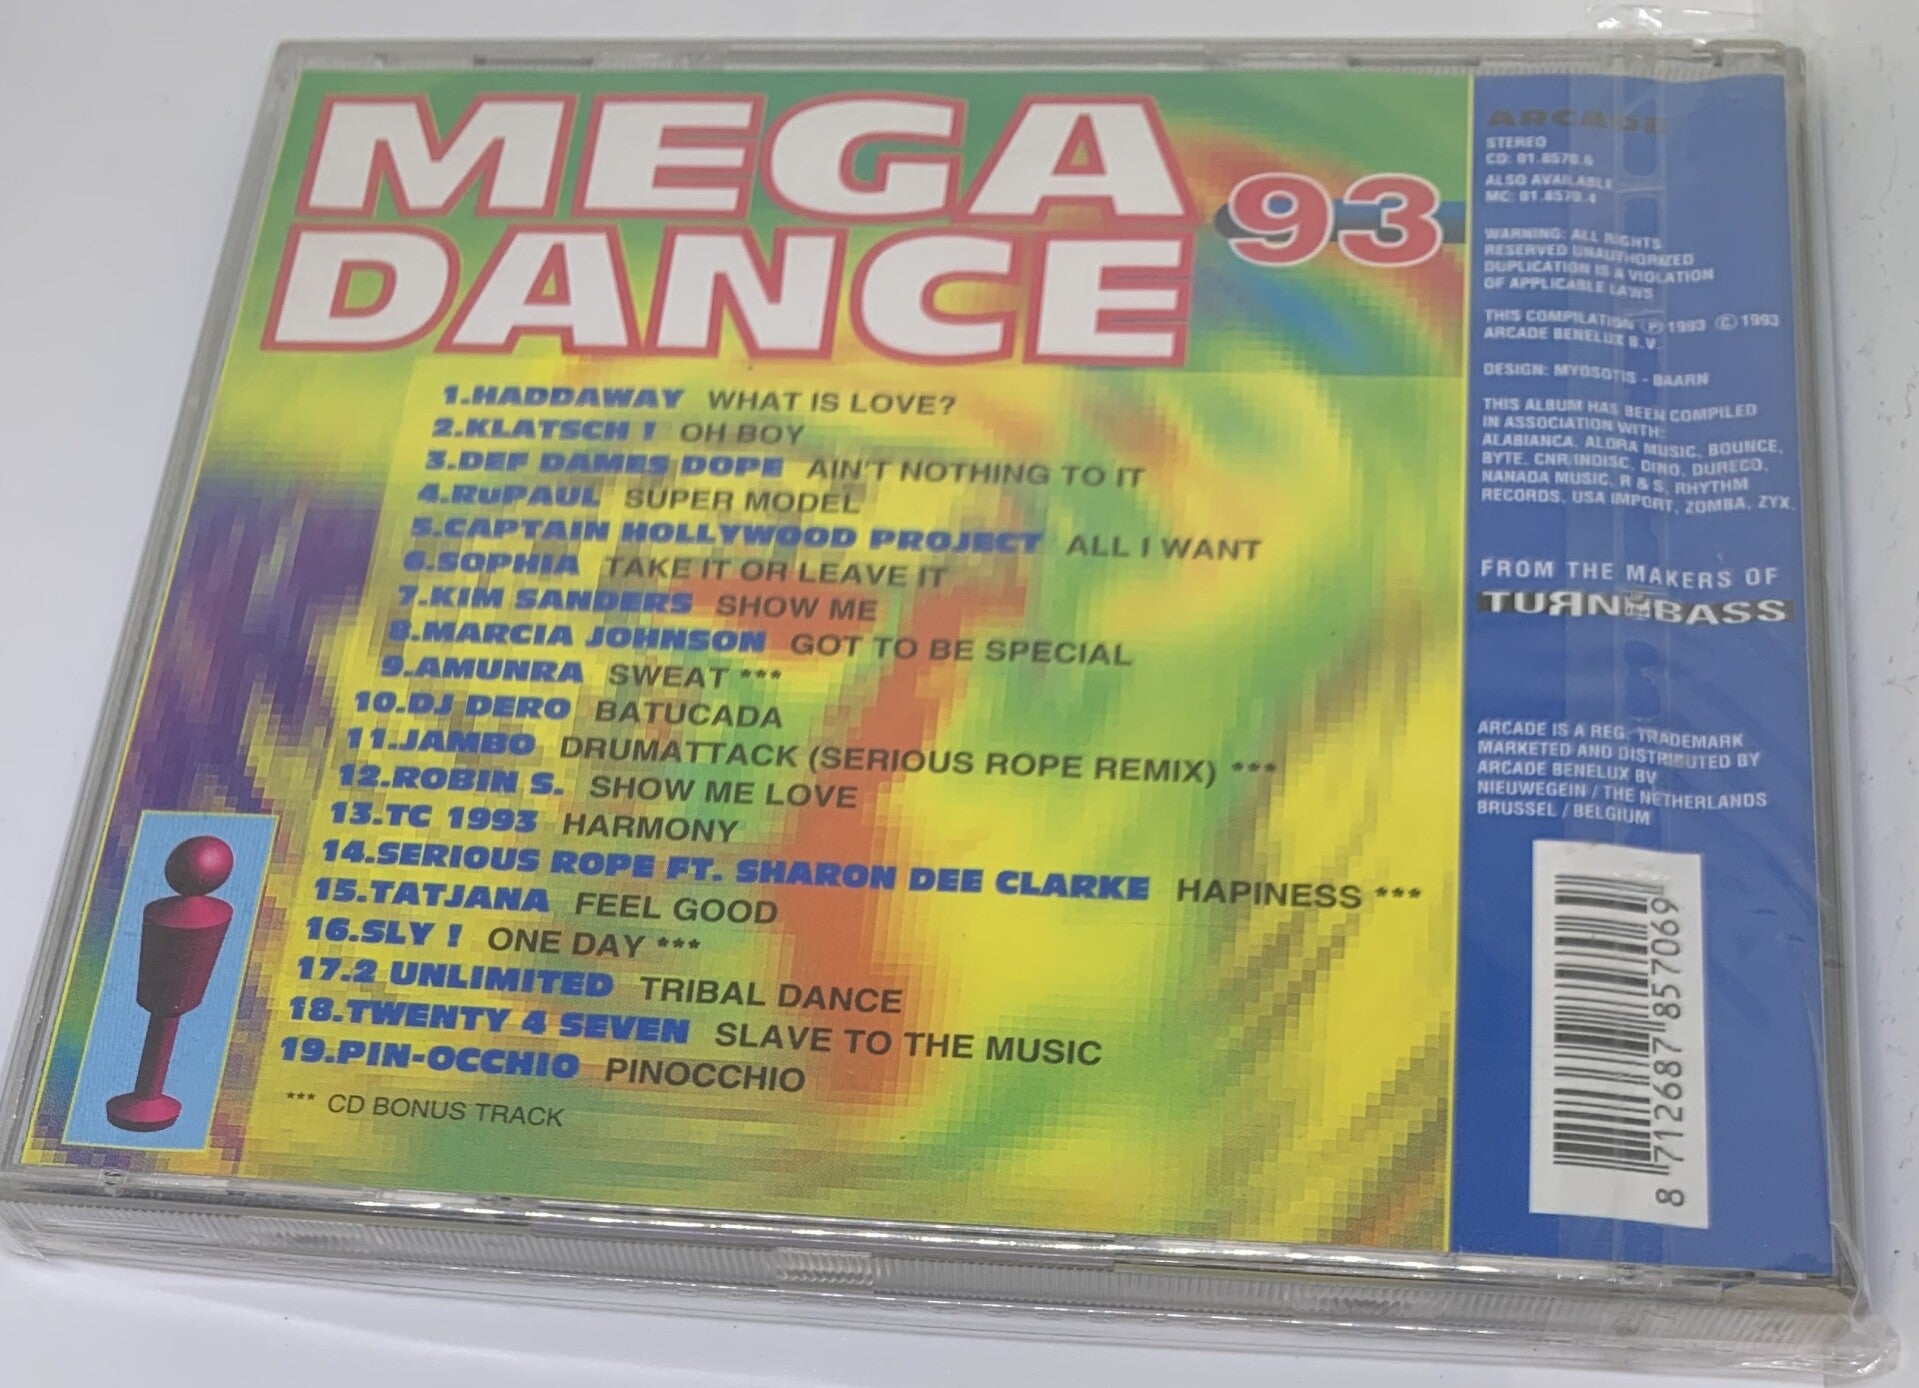 MEGA
DANCE 93
1.HADDAWAY WHAT IS LOVE?
2.KLATSCH ! OH BOY
3.DEF DAMES DOPE AIN'T NOTHING TO IT
4.RuPAUL SUPER MODEL
5.CAPTAIN HOLLYWOOD PROJECT ALL I WANT
6.SOPHIA TAKE IT OR LEAVE IT
7.KIM SANDERS SHOW ME
8.MARCIA JOHNSON GOT TO BE SPECIAL
9.AMUNRA SWEAT ***
10.DJ DERO BATUCADA
11.JAMBO DRUMATTACK (SERIOUS ROPE REMIX) ***
12.ROBIN S. SHOW ME LOVE
13.TC 1993 HARMONY
14.SERIOUS ROPE FT. SHARON DEE CLARKE HAPINESS ***
15.TATJANA FEEL GOOD
16.SLY ! ONE DAY ***
17.2 UNLIMITED TRIBAL DANCE
18.TWENTY 4 SEVEN SLAVE TO THE MUSIC
19.PIN-OCCHIO PINOCCHIO
*** CD BONUS TRACK
ARCADE
STEREO
CD: 01.8570.6
ALSO AVAILABLE
MC: 01.8570.4
WARNING: ALL RIGHTS
RESERVED UNAUTHORIZED
DUPLICATION IS A VIOLATION
OF APPLICABLE LAWS
THIS COMPILATION Ⓟ 1993 © 1993
ARCADE BENELUX B.V.
DESIGN: MYOSOTIS - BAARN
THIS ALBUM HAS BEEN COMPILED
IN ASSOCIATION WITH:
ALABIANCA, ALORA MUSIC, BOUNCE,
BYTE, CNR/INDISC, DINO, DURECO,
NANADA MUSIC, R & S, RHYTHM
RECORDS, USA IMPORT, ZOMBA, ZYX.
FROM THE MAKERS OF
TURN UP the BASS
ARCADE IS A REG. TRADEMARK
MARKETED AND DISTRIBUTED BY
ARCADE BENELUX BV
NIEUWEGEIN / THE NETHERLANDS
BRUSSEL / BELGIUM
8 712687 857069